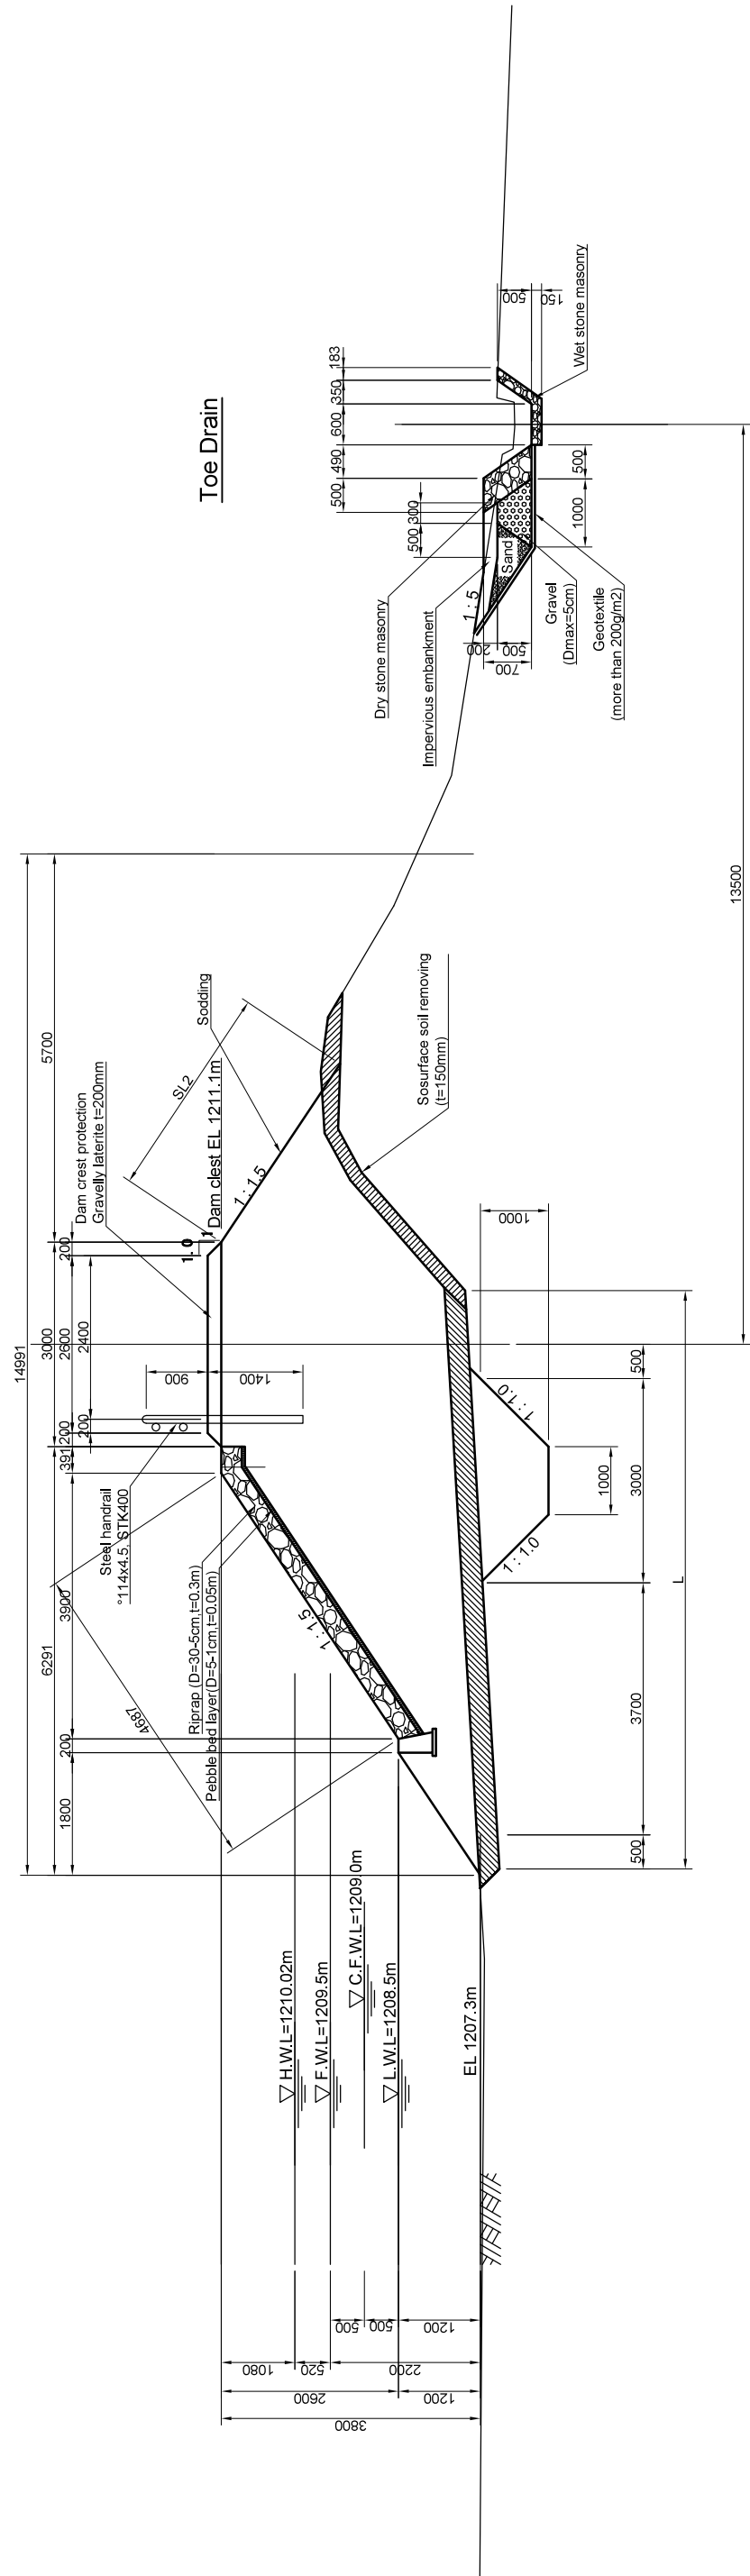 Toe Drain
14991
6291
3000
5700
1800
200
3900
391
200
2600
200
200
2400
4687
SL2
Steel handrail
°114x4.5, STK400
900
1400
Riprap (D=30-5cm,t=0.3m)
Pebble bed layer(D=5-1cm,t=0.05m)
1 : 1.5
Dam crest protection
Gravelly laterite t=200mm
1. 0
1
Dam clest EL 1211.1m
1 : 1.5
Sodding
Sosurface soil removing
(t=150mm)
H.W.L=1210.02m
F.W.L=1209.5m
C.F.W.L=1209.0m
L.W.L=1208.5m
EL 1207.3m
1080
520
500
500
2200
1200
2600
1200
3800
1 : 1.0
1 : 1.0
1000
1000
500
3700
3000
500
L
13500
Dry stone masonry
Impervious embankment
1 : 5
Sand
200
500
700
500
300
500
490
600
350
183
500
150
Wet stone masonry
1000
500
Gravel
(Dmax=5cm)
Geotextile
(more than 200g/m2)